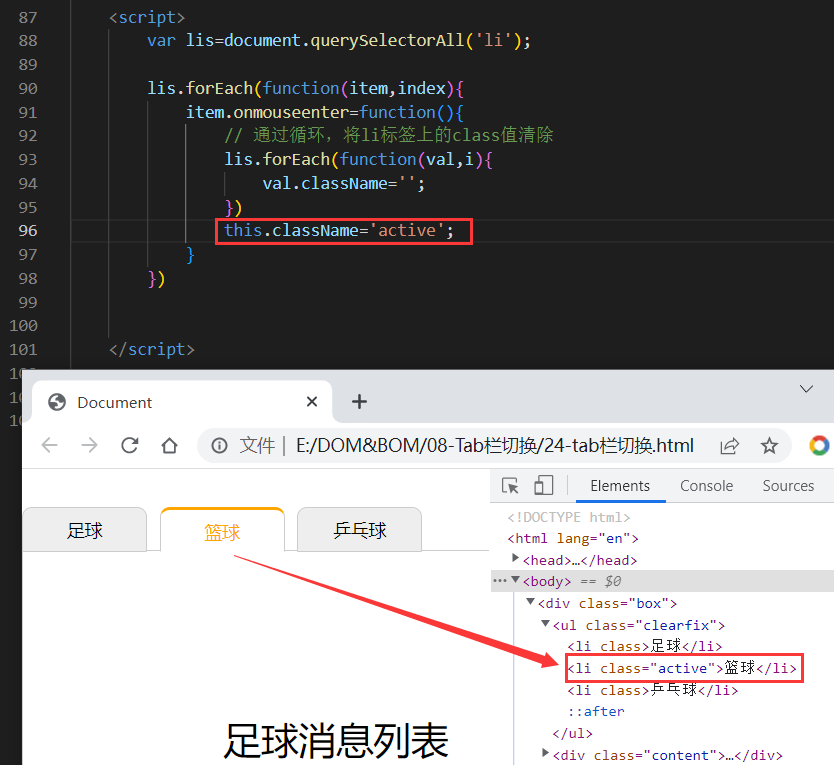 87 <script>
88 var lis=document.querySelectorAll('li');
89
90 lis.forEach(function(item,index){
91 item.onmouseenter=function(){
92 // 通过循环，将li标签上的class值清除
93 lis.forEach(function(val,i){
94 val.className='';
95 })
96 this.className='active';
97 }
98 })
99
100
101 </script>
Document
文件 | E:/DOM&BOM/08-Tab栏切换/24-tab栏切换.html
Elements Console Sources
足球 篮球 乒乓球
足球消息列表
<!DOCTYPE html>
<html lang="en">
<head>…</head>
<body> == $0
<div class="box">
<ul class="clearfix">
<li class>足球</li>
<li class="active">篮球</li>
<li class>乒乓球</li>
::after
</ul>
<div class="content">…</div>